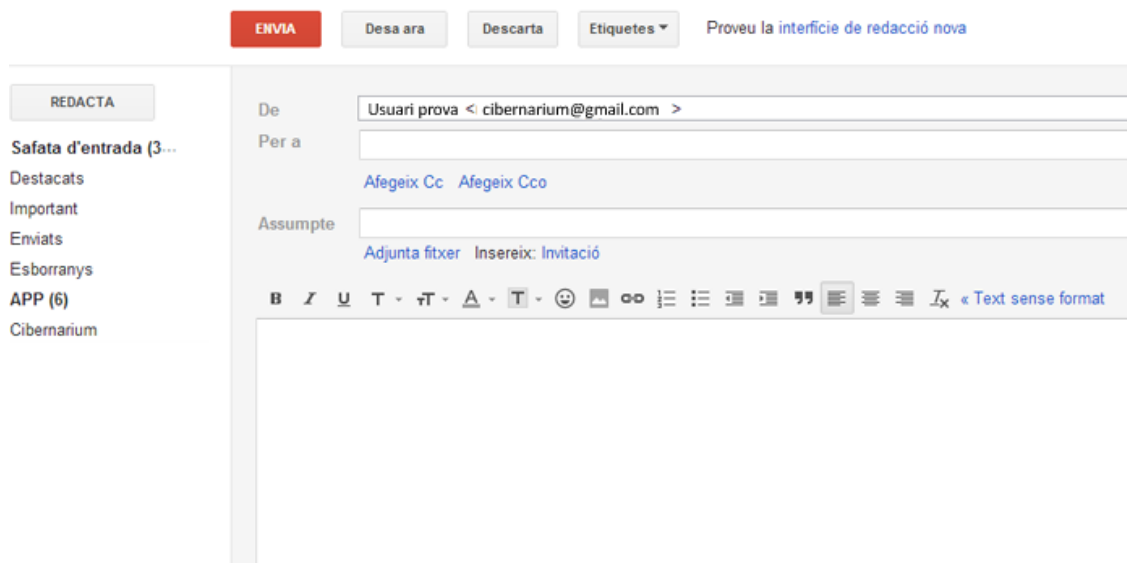 ENVIA Desa ara Descarta Etiquetes Proveu la interfície de redacció nova
REDACTA
Safata d'entrada (3...
Destacats
Important
Enviats
Esborranys
APP (6)
Cibernarium
De Usuari prova < cibernarium@gmail.com >
Per a
Afegeix Cc Afegeix Cco
Assumpte
Adjunta fitxer Insereix: Invitació
B I U T TT A T « Text sense format